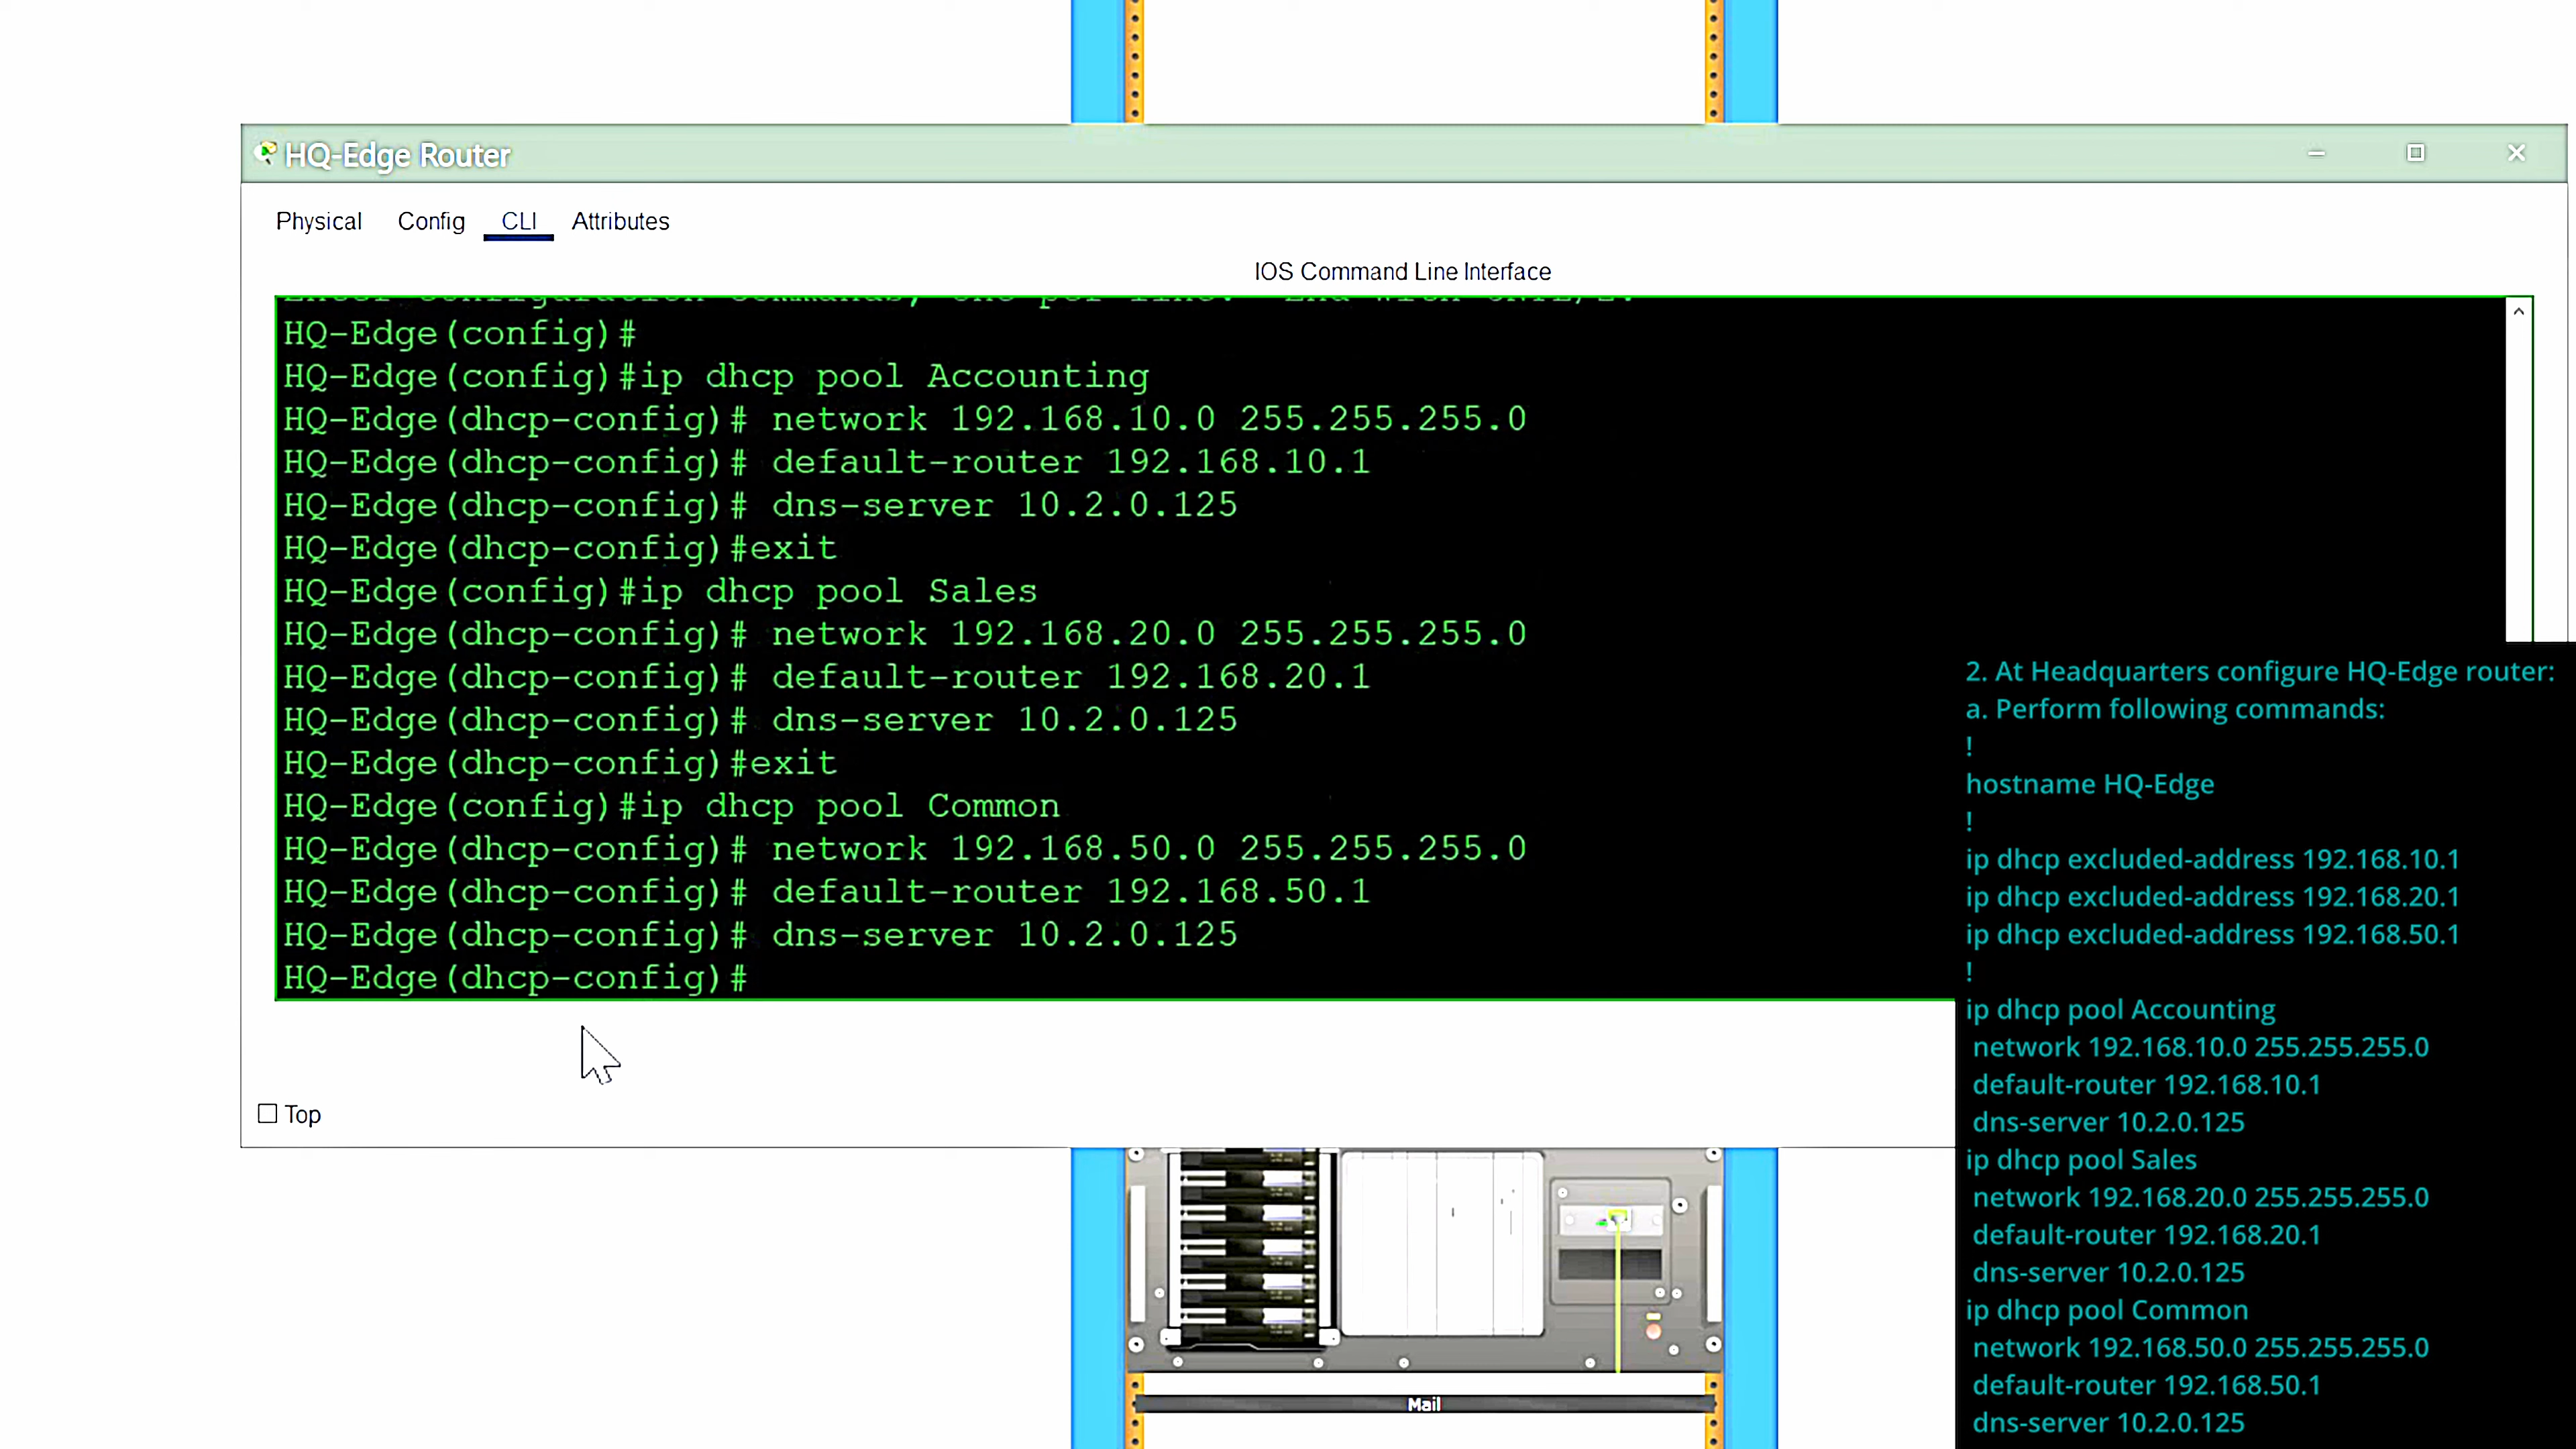 HQ-Edge Router
Physical Config CLI Attributes
IOS Command Line Interface
HQ-Edge(config)#
HQ-Edge(config)#ip dhcp pool Accounting
HQ-Edge(dhcp-config)# network 192.168.10.0 255.255.255.0
HQ-Edge(dhcp-config)# default-router 192.168.10.1
HQ-Edge(dhcp-config)# dns-server 10.2.0.125
HQ-Edge(dhcp-config)#exit
HQ-Edge(config)#ip dhcp pool Sales
HQ-Edge(dhcp-config)# network 192.168.20.0 255.255.255.0
HQ-Edge(dhcp-config)# default-router 192.168.20.1
HQ-Edge(dhcp-config)# dns-server 10.2.0.125
HQ-Edge(dhcp-config)#exit
HQ-Edge(config)#ip dhcp pool Common
HQ-Edge(dhcp-config)# network 192.168.50.0 255.255.255.0
HQ-Edge(dhcp-config)# default-router 192.168.50.1
HQ-Edge(dhcp-config)# dns-server 10.2.0.125
HQ-Edge(dhcp-config)#
Top
Mail
2. At Headquarters configure HQ-Edge router:
a. Perform following commands:
!
hostname HQ-Edge
!
ip dhcp excluded-address 192.168.10.1
ip dhcp excluded-address 192.168.20.1
ip dhcp excluded-address 192.168.50.1
!
ip dhcp pool Accounting
network 192.168.10.0 255.255.255.0
default-router 192.168.10.1
dns-server 10.2.0.125
ip dhcp pool Sales
network 192.168.20.0 255.255.255.0
default-router 192.168.20.1
dns-server 10.2.0.125
ip dhcp pool Common
network 192.168.50.0 255.255.255.0
default-router 192.168.50.1
dns-server 10.2.0.125